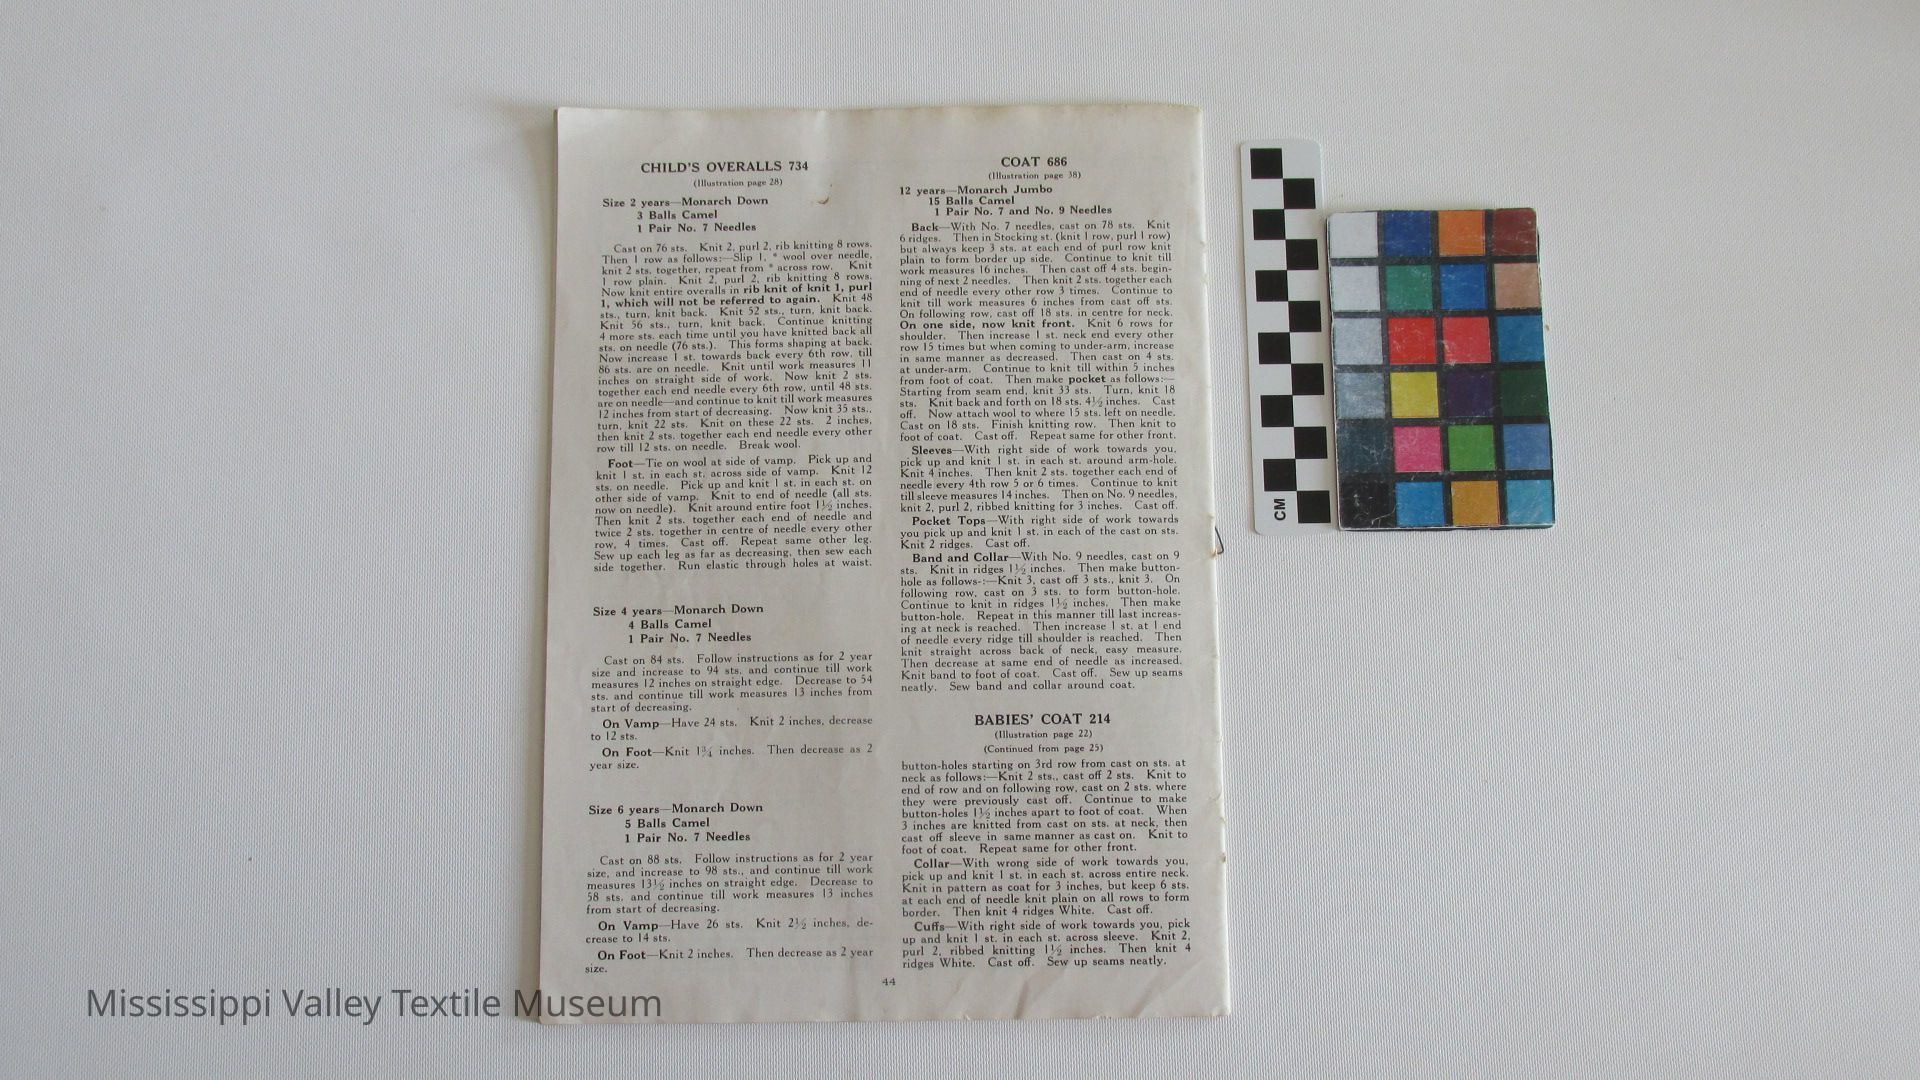 CHILD'S OVERALLS 734
(Illustration page 28)
Size 2 years—Monarch Down
3 Balls Camel
1 Pair No. 7 Needles
Cast on 76 sts. Knit 2, purl 2, rib knitting 8 rows.
Then 1 row as follows:—Slip 1, * wool over needle,
knit 2 sts. together, repeat from * across row. Knit
1 row plain. Knit 2, purl 2, rib knitting 8 rows.
Now knit entire overalls in rib knit of knit 1, purl
1, which will not be referred to again. Knit 48
sts., turn, knit back. Knit 52 sts., turn, knit back.
Knit 56 sts., turn, knit back. Continue knitting
4 more sts. each time until you have knitted back all
sts. on needle (76 sts.). This forms shaping at back.
Now increase 1 st. towards back every 6th row, till
86 sts. are on needle. Knit until work measures 11
inches on straight side of work. Now knit 2 sts.
together each end needle every 6th row, until 48 sts.
are on needle—and continue to knit till work measures
12 inches from start of decreasing. Now knit 35 sts.,
turn, knit 22 sts. Knit on these 22 sts. 2 inches,
then knit 2 sts. together each end needle every other
row till 12 sts. on needle. Break wool.
Foot—Tie on wool at side of vamp. Pick up and
knit 1 st. in each st. across side of vamp. Knit 12
sts. on needle. Pick up and knit 1 st. in each st. on
other side of vamp. Knit to end of needle (all sts.
now on needle). Knit around entire foot 1½ inches.
Then knit 2 sts. together each end of needle and
twice 2 sts. together in centre of needle every other
row, 4 times. Cast off. Repeat same other leg.
Sew up each leg as far as decreasing, then sew each
side together. Run elastic through holes at waist.
Size 4 years—Monarch Down
4 Balls Camel
1 Pair No. 7 Needles
Cast on 84 sts. Follow instructions as for 2 year
size and increase to 94 sts. and continue till work
measures 12 inches on straight edge. Decrease to 54
sts. and continue till work measures 13 inches from
start of decreasing.
On Vamp—Have 24 sts. Knit 2 inches, decrease
to 12 sts.
On Foot—Knit 1¾ inches. Then decrease as 2
year size.
Size 6 years—Monarch Down
5 Balls Camel
1 Pair No. 7 Needles
Cast on 88 sts. Follow instructions as for 2 year
size, and increase to 98 sts., and continue till work
measures 13½ inches on straight edge. Decrease to
58 sts. and continue till work measures 13 inches
from start of decreasing.
On Vamp—Have 26 sts. Knit 2½ inches, de-
crease to 14 sts.
On Foot—Knit 2 inches. Then decrease as 2 year
size.
COAT 686
(Illustration page 38)
12 years—Monarch Jumbo
15 Balls Camel
1 Pair No. 7 and No. 9 Needles
Back—With No. 7 needles, cast on 78 sts. Knit
6 ridges. Then in Stocking st. (knit 1 row, purl 1 row)
but always keep 3 sts. at each end of purl row knit
plain to form border up side. Continue to knit till
work measures 16 inches. Then cast off 4 sts. begin-
ning of next 2 needles. Then knit 2 sts. together each
end of needle every other row 3 times. Continue to
knit till work measures 6 inches from cast off sts.
On following row, cast off 18 sts. in centre for neck.
On one side, now knit front. Knit 6 rows for
shoulder. Then increase 1 st. neck end every other
row 15 times but when coming to under-arm, increase
in same manner as decreased. Then cast on 4 sts.
at under-arm. Continue to knit till within 5 inches
from foot of coat. Then make pocket as follows:—
Starting from seam end, knit 33 sts. Turn, knit 18
sts. Knit back and forth on 18 sts. 4½ inches. Cast
off. Now attach wool to where 15 sts. left on needle.
Cast on 18 sts. Finish knitting row. Then knit to
foot of coat. Cast off. Repeat same for other front.
Sleeves—With right side of work towards you,
pick up and knit 1 st. in each st. around arm-hole.
Knit 4 inches. Then knit 2 sts. together each end of
needle every 4th row 5 or 6 times. Continue to knit
till sleeve measures 14 inches. Then on No. 9 needles,
knit 2, purl 2, ribbed knitting for 3 inches. Cast off.
Pocket Tops—With right side of work towards
you pick up and knit 1 st. in each of the cast on sts.
Knit 2 ridges. Cast off.
Band and Collar—With No. 9 needles, cast on 9
sts. Knit in ridges 1½ inches. Then make button-
hole as follows-:—Knit 3, cast off 3 sts., knit 3. On
following row, cast on 3 sts. to form button-hole.
Continue to knit in ridges 1½ inches. Then make
button-hole. Repeat in this manner till last increas-
ing at neck is reached. Then increase 1 st. at 1 end
of needle every ridge till shoulder is reached. Then
knit straight across back of neck, easy measure.
Then decrease at same end of needle as increased.
Knit band to foot of coat. Cast off. Sew up seams
neatly. Sew band and collar around coat.
BABIES' COAT 214
(Illustration page 22)
(Continued from page 25)
button-holes starting on 3rd row from cast on sts. at
neck as follows:—Knit 2 sts., cast off 2 sts. Knit to
end of row and on following row, cast on 2 sts. where
they were previously cast off. Continue to make
button-holes 1½ inches apart to foot of coat. When
3 inches are knitted from cast on sts. at neck, then
cast off sleeve in same manner as cast on. Knit to
foot of coat. Repeat same for other front.
Collar—With wrong side of work towards you,
pick up and knit 1 st. in each st. across entire neck.
Knit in pattern as coat for 3 inches, but keep 6 sts.
at each end of needle knit plain on all rows to form
border. Then knit 4 ridges White. Cast off.
Cuffs—With right side of work towards you, pick
up and knit 1 st. in each st. across sleeve. Knit 2,
purl 2, ribbed knitting 1½ inches. Then knit 4
ridges White. Cast off. Sew up seams neatly.
44
CM
Mississippi Valley Textile Museum